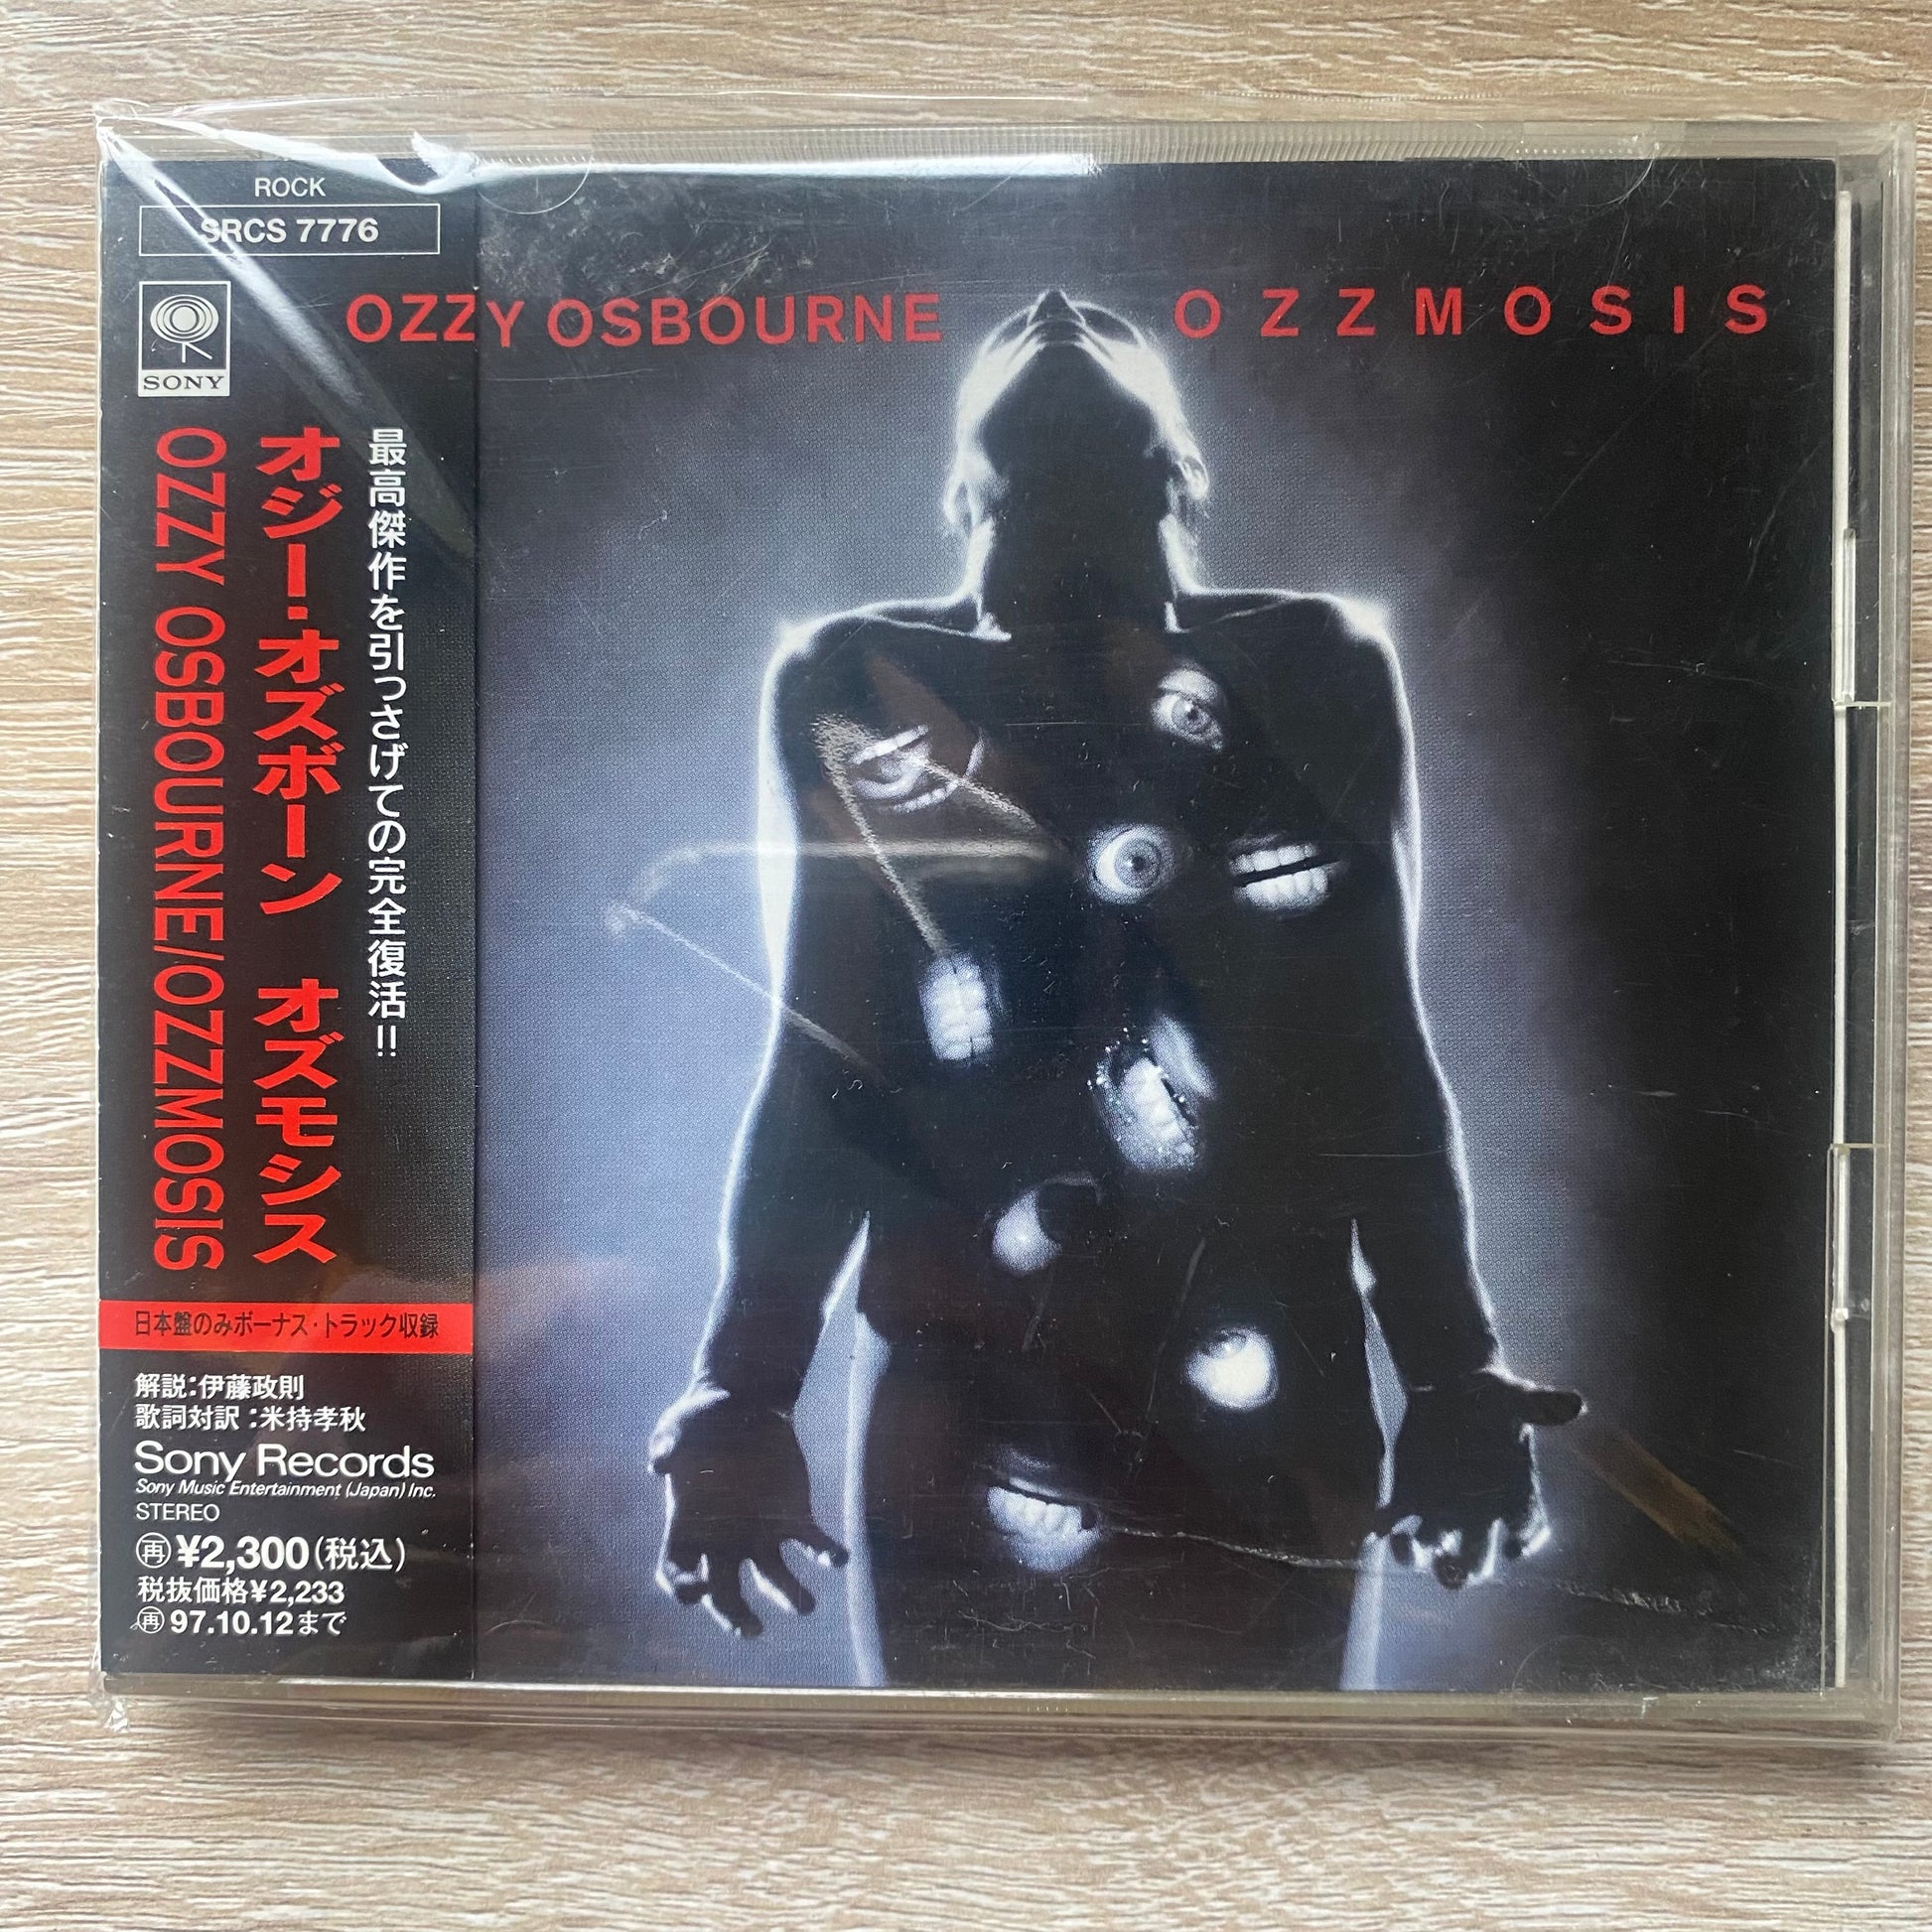 ROCK
SRCS 7776
SONY
OZZY OSBOURNE
OZZMOSIS
最高傑作を引っさげての完全復活!!
オジー・オズボーン オズモシス
OZZY OSBOURNE/OZZMOSIS
日本盤のみボーナス・トラック収録
解説:伊藤政則
歌詞対訳:米持孝秋
Sony Records
Sony Music Entertainment (Japan) Inc.
STEREO
再 ¥2,300(税込)
税抜価格¥2,233
再 97.10.12まで